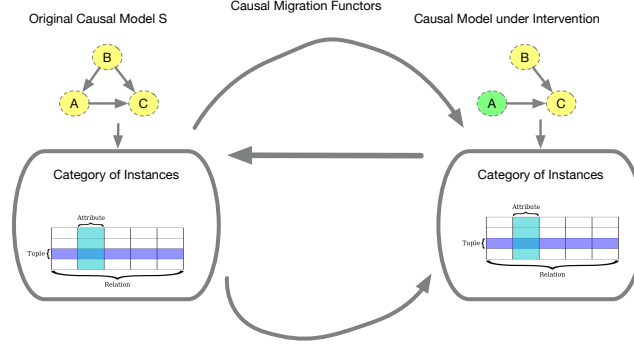 Causal Migration Functors
Original Causal Model S
Causal Model under Intervention
B
A
C
B
A
C
Category of Instances
Attribute
Tuple
Relation
Category of Instances
Attribute
Tuple
Relation